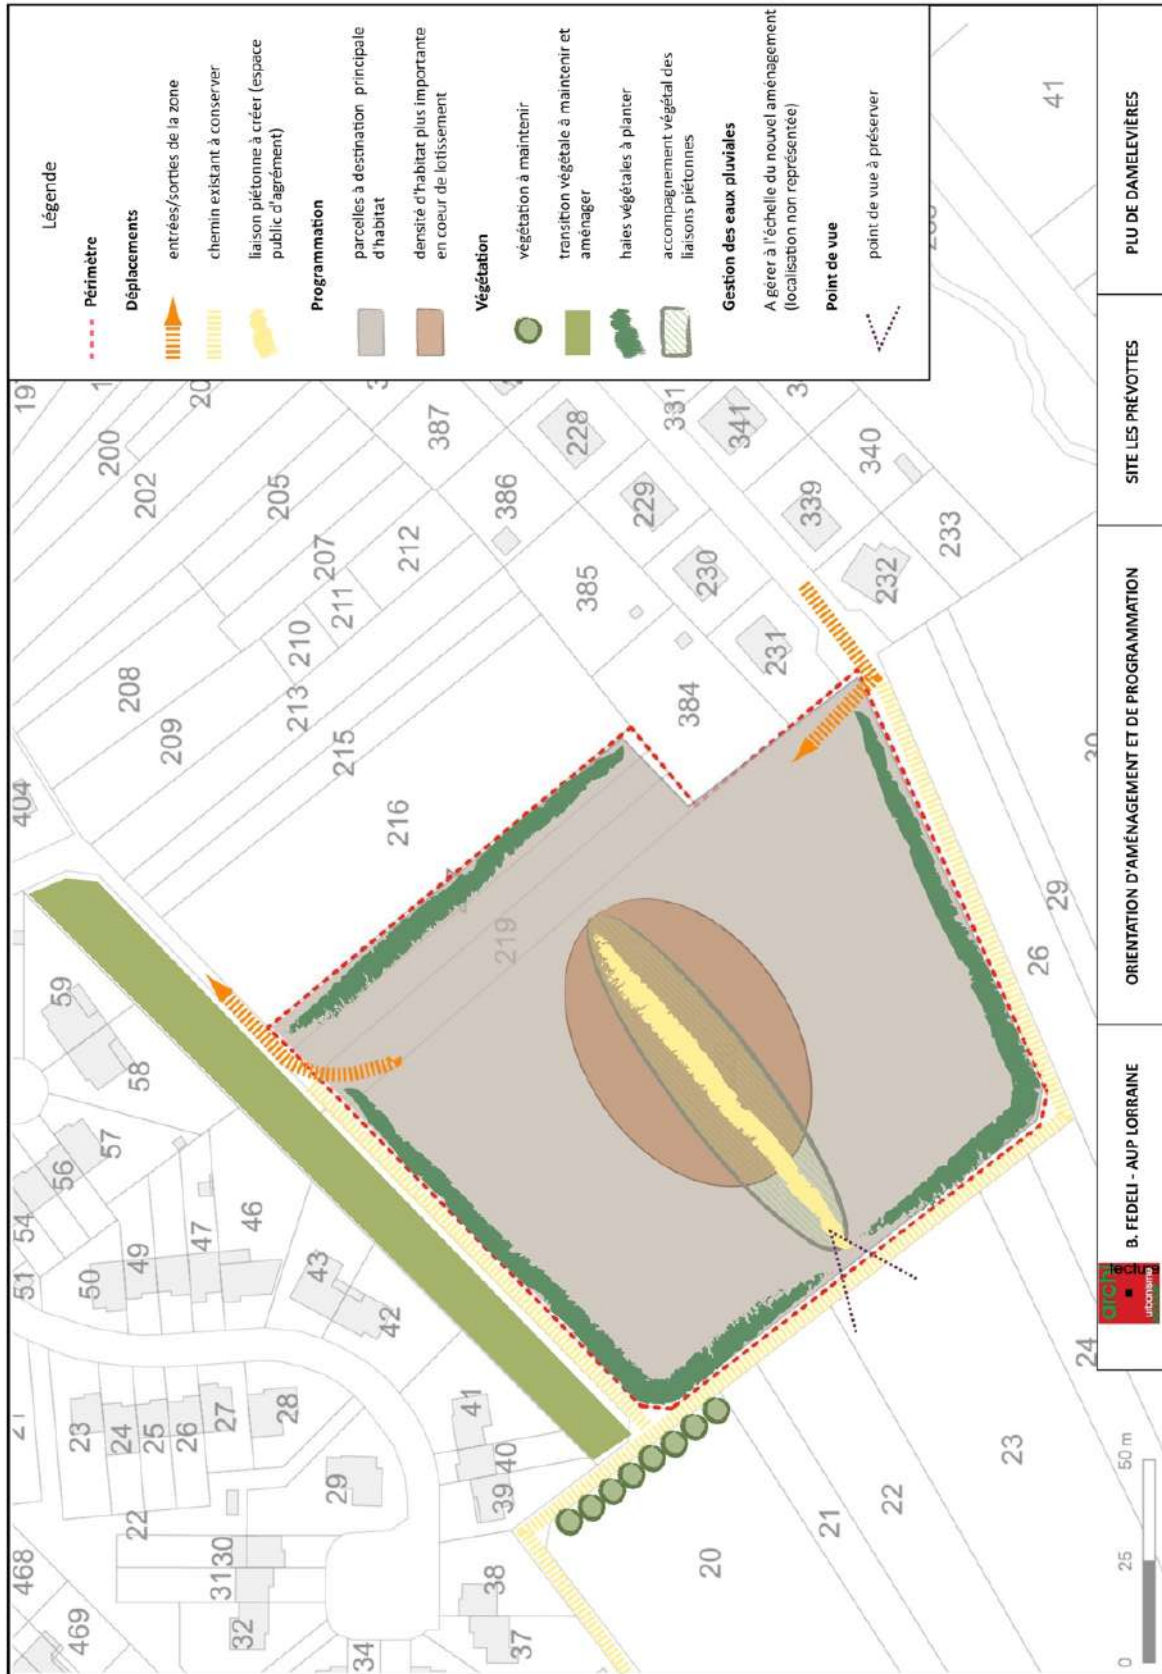 Légende
Périmètre
Déplacements
entrées/sorties de la zone
chemin existant à conserver
liaison piétonne à créer (espace
public d'agrément)
Programmation
parcelles à destination principale
d'habitat
densité d'habitat plus importante
en coeur de lotissement
Végétation
végétation à maintenir
transition végétale à maintenir et
aménager
haies végétales à planter
accompagnement végétal des
liaisons piétonnes
Gestion des eaux pluviales
A gérer à l'échelle du nouvel aménagement
(localisation non représentée)
Point de vue
point de vue à préserver
468
469
32
31
30
22
23
24
25
26
27
28
29
34
37
38
39
40
41
42
43
46
47
49
50
51
54
56
57
58
59
404
208
209
210
211
207
213
215
216
219
212
205
202
200
19
20
387
386
385
384
228
229
230
231
232
233
331
341
339
340
41
20
21
22
23
24
26
29
30
0
25
50 m
architecture
urbanisme
B. FEDELI - AUP LORRAINE
ORIENTATION D'AMÉNAGEMENT ET DE PROGRAMMATION
SITE LES PRÉVOTTES
PLU DE DAMELEVIÈRES